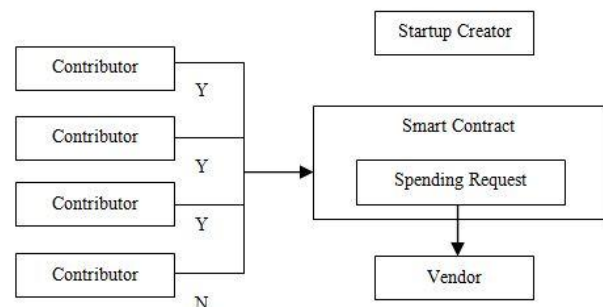 Startup Creator
Contributor
Y
Contributor
Y
Contributor
Y
Contributor
N
Smart Contract
Spending Request
Vendor